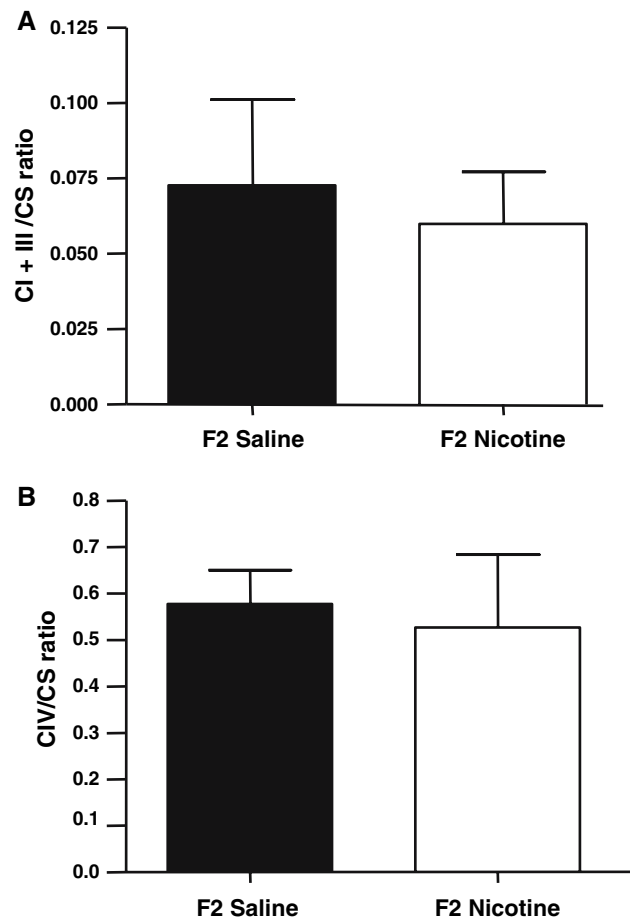 A
0.125
0.100
0.075
0.050
0.025
0.000
CI + III /CS ratio
F2 Saline
F2 Nicotine
B
0.8
0.7
0.6
0.5
0.4
0.3
0.2
0.1
0.0
CIV/CS ratio
F2 Saline
F2 Nicotine